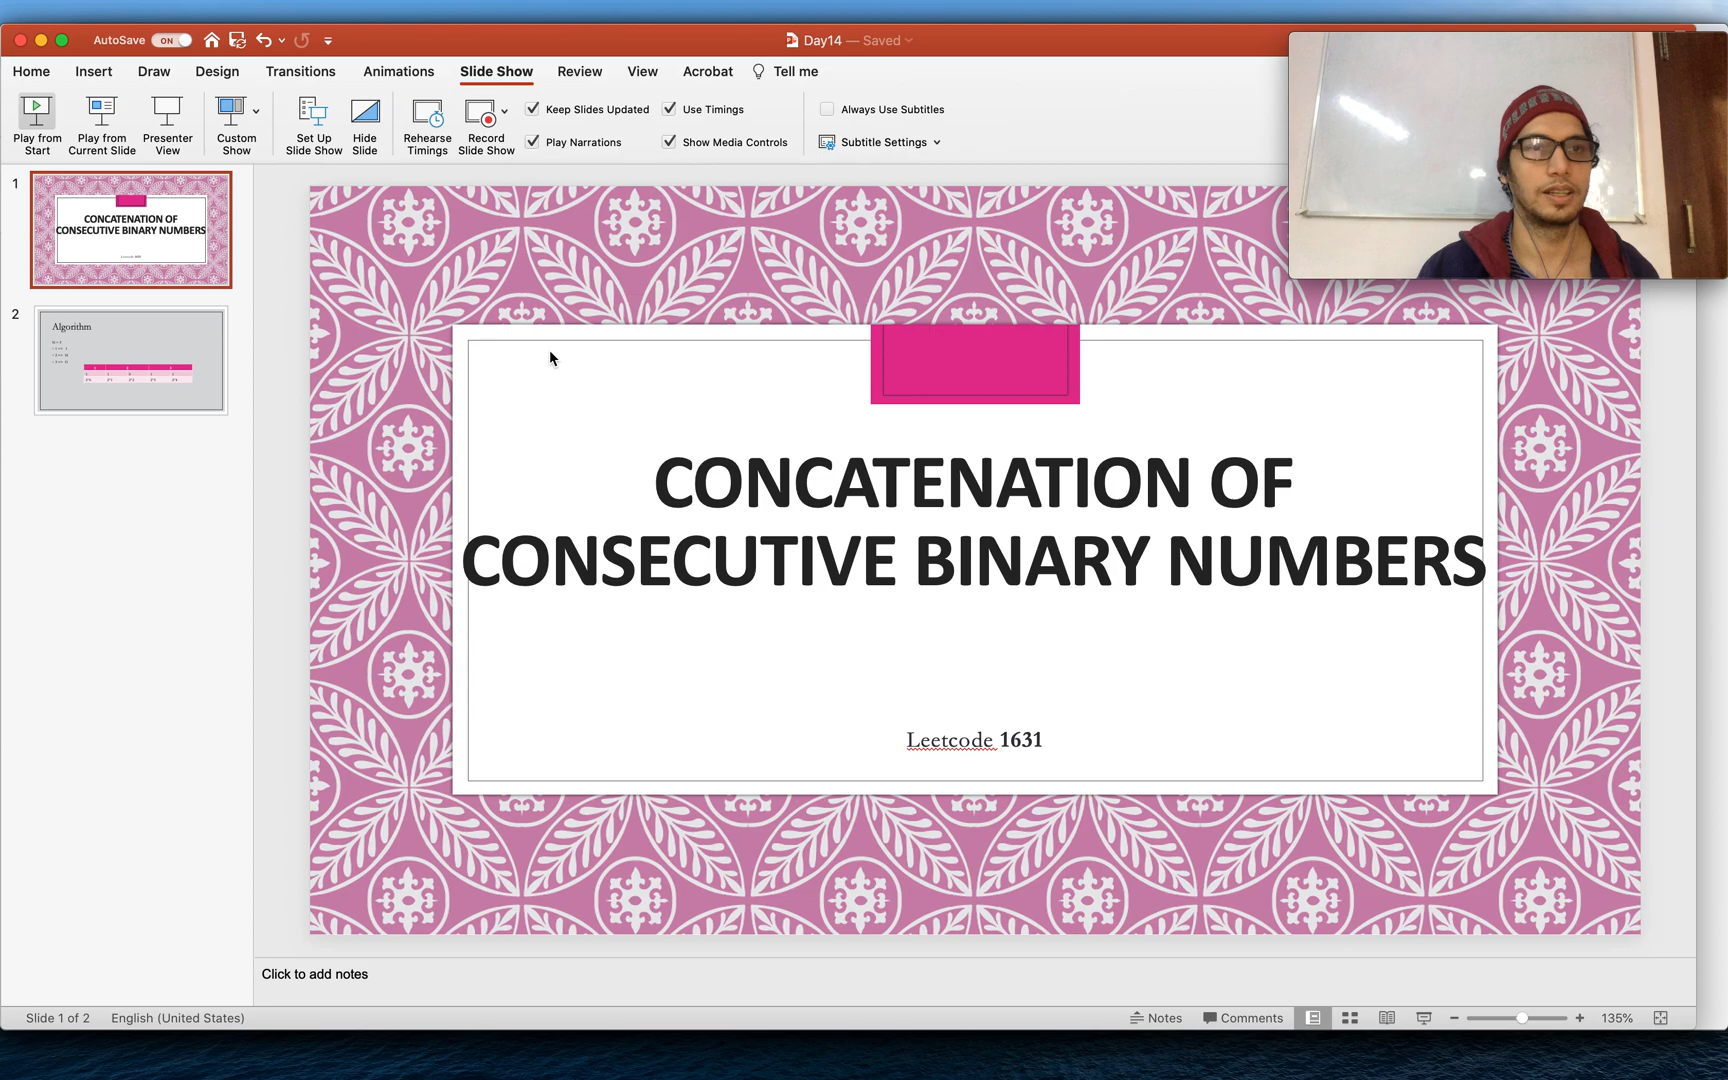 AutoSave ON
Day14 — Saved
Home Insert Draw Design Transitions Animations Slide Show Review View Acrobat Tell me
Play from Start
Play from Current Slide
Presenter View
Custom Show
Set Up Slide Show
Hide Slide
Rehearse Timings
Record Slide Show
Keep Slides Updated
Use Timings
Play Narrations
Show Media Controls
Always Use Subtitles
Subtitle Settings
1
CONCATENATION OF
CONSECUTIVE BINARY NUMBERS
2
Algorithm
CONCATENATION OF
CONSECUTIVE BINARY NUMBERS
Leetcode 1631
Click to add notes
Slide 1 of 2 English (United States) Notes Comments 135%